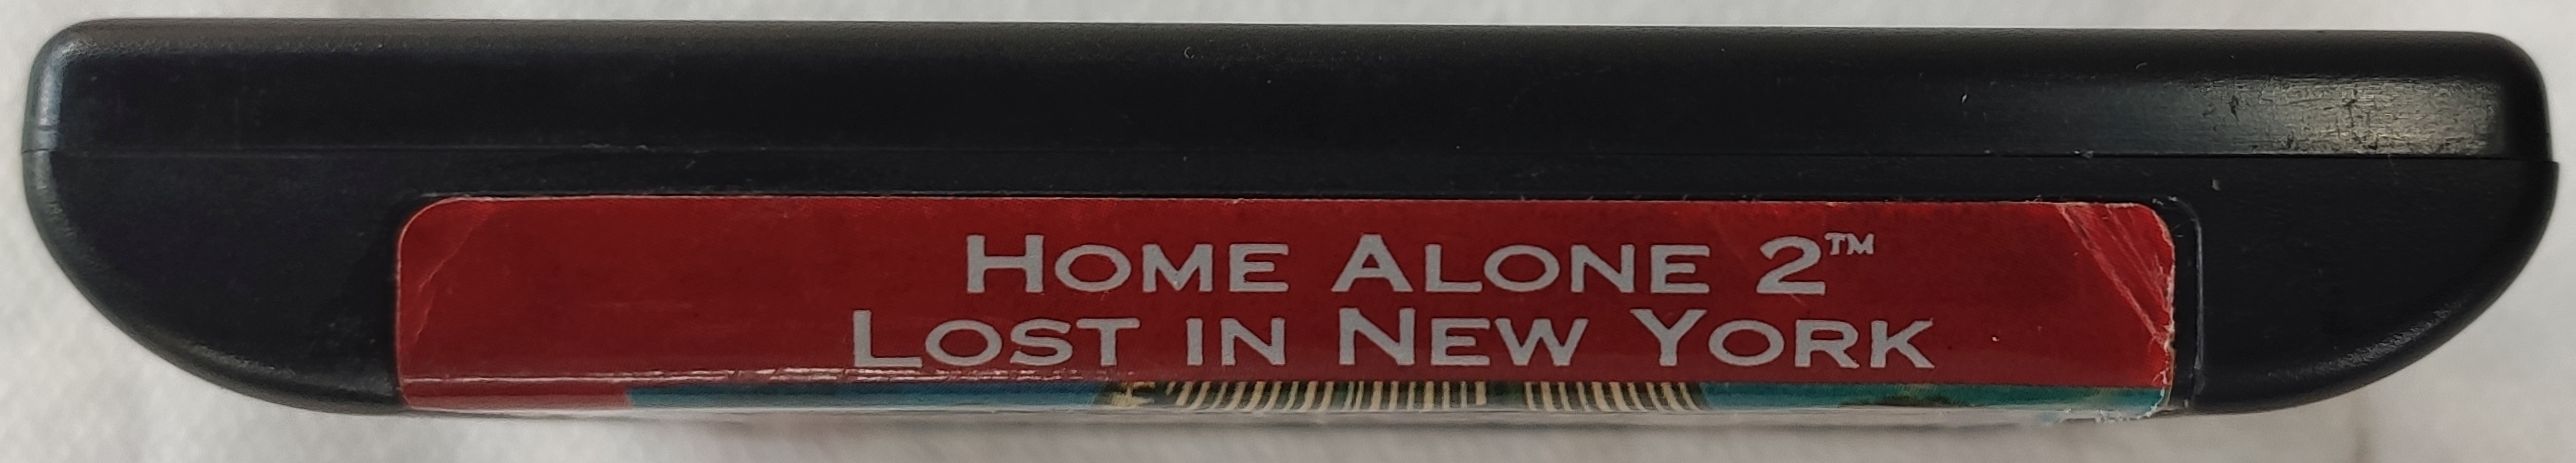 HOME ALONE 2™
LOST IN NEW YORK